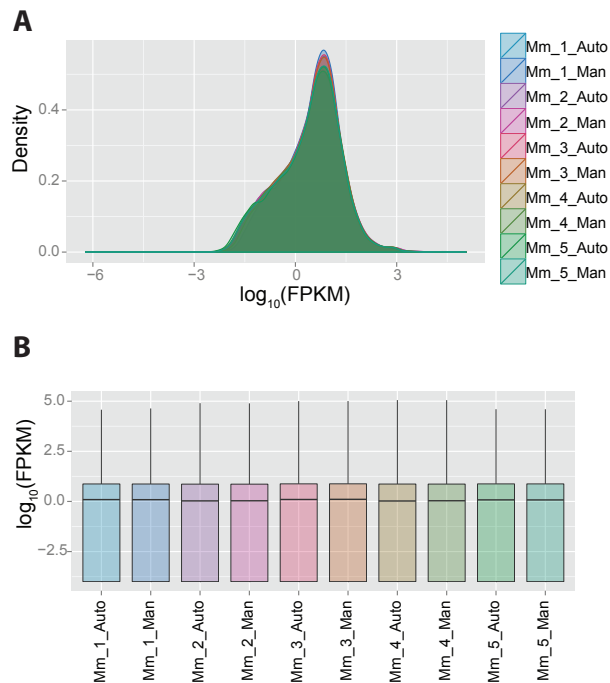 A
Density
0.4
0.2
0.0
−6
−3
0
3
log10(FPKM)
Mm_1_Auto
Mm_1_Man
Mm_2_Auto
Mm_2_Man
Mm_3_Auto
Mm_3_Man
Mm_4_Auto
Mm_4_Man
Mm_5_Auto
Mm_5_Man
B
log10(FPKM)
5.0
2.5
0.0
−2.5
Mm_1_Auto
Mm_1_Man
Mm_2_Auto
Mm_2_Man
Mm_3_Auto
Mm_3_Man
Mm_4_Auto
Mm_4_Man
Mm_5_Auto
Mm_5_Man